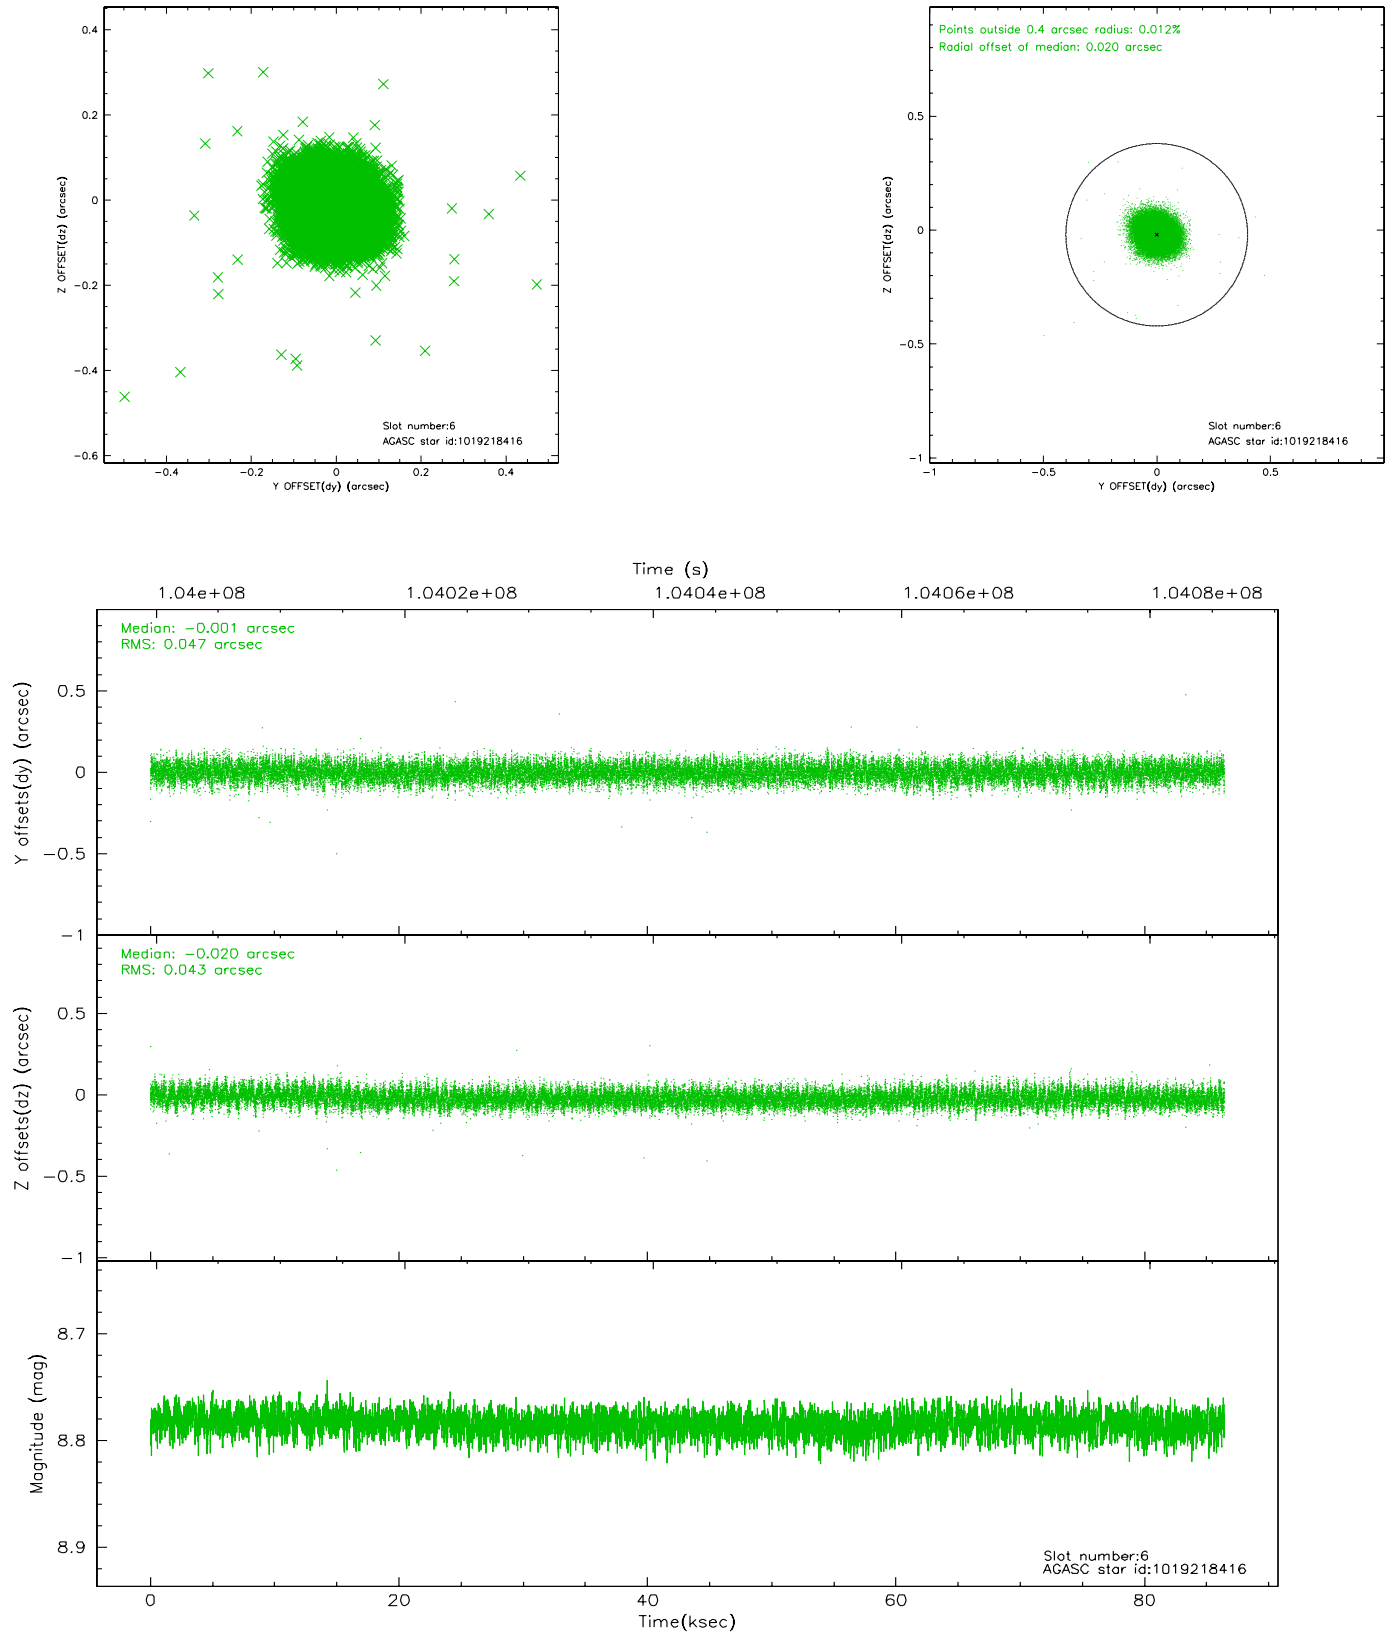 0.4
0.2
0
−0.2
−0.4
−0.6
Z OFFSET(dz) (arcsec)
−0.4 −0.2 0 0.2 0.4
Y OFFSET(dy) (arcsec)
Slot number:6
AGASC star id:1019218416
Points outside 0.4 arcsec radius: 0.012%
Radial offset of median: 0.020 arcsec
0.5
0
−0.5
−1
Z OFFSET(dz) (arcsec)
−1 −0.5 0 0.5
Y OFFSET(dy) (arcsec)
Slot number:6
AGASC star id:1019218416
Time (s)
1.04e+08 1.0402e+08 1.0404e+08 1.0406e+08 1.0408e+08
Median: −0.001 arcsec
RMS: 0.047 arcsec
0.5
0
−0.5
−1
Y offsets(dy) (arcsec)
Median: −0.020 arcsec
RMS: 0.043 arcsec
0.5
0
−0.5
−1
Z offsets(dz) (arcsec)
8.7
8.8
8.9
Magnitude (mag)
Slot number:6
AGASC star id:1019218416
0 20 40 60 80
Time(ksec)